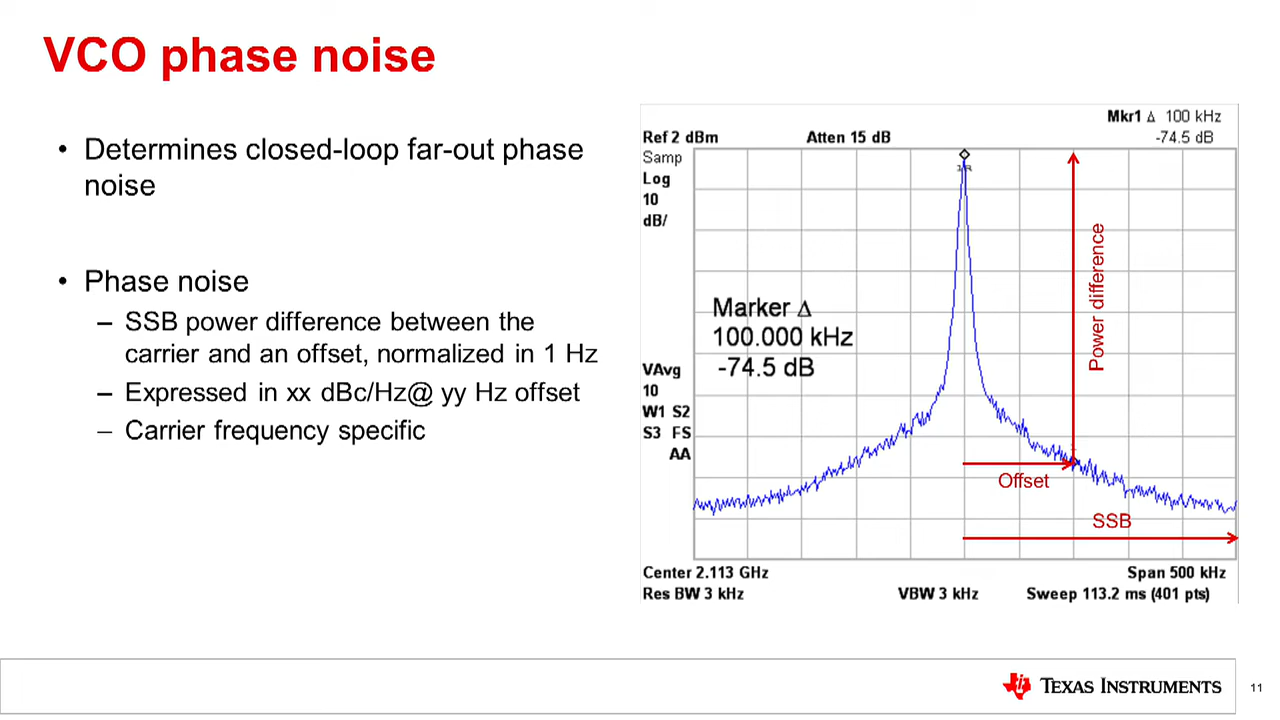 VCO phase noise
• Determines closed-loop far-out phase
noise
• Phase noise
– SSB power difference between the
carrier and an offset, normalized in 1 Hz
– Expressed in xx dBc/Hz@ yy Hz offset
– Carrier frequency specific
Mkr1 Δ 100 kHz
Ref 2 dBm Atten 15 dB -74.5 dB
Samp
Log
10
dB/
1R
Power difference
Marker Δ
100.000 kHz
-74.5 dB
VAvg
10
W1 S2
S3 FS
AA
Offset
SSB
Center 2.113 GHz Span 500 kHz
Res BW 3 kHz VBW 3 kHz Sweep 113.2 ms (401 pts)
TEXAS INSTRUMENTS
11